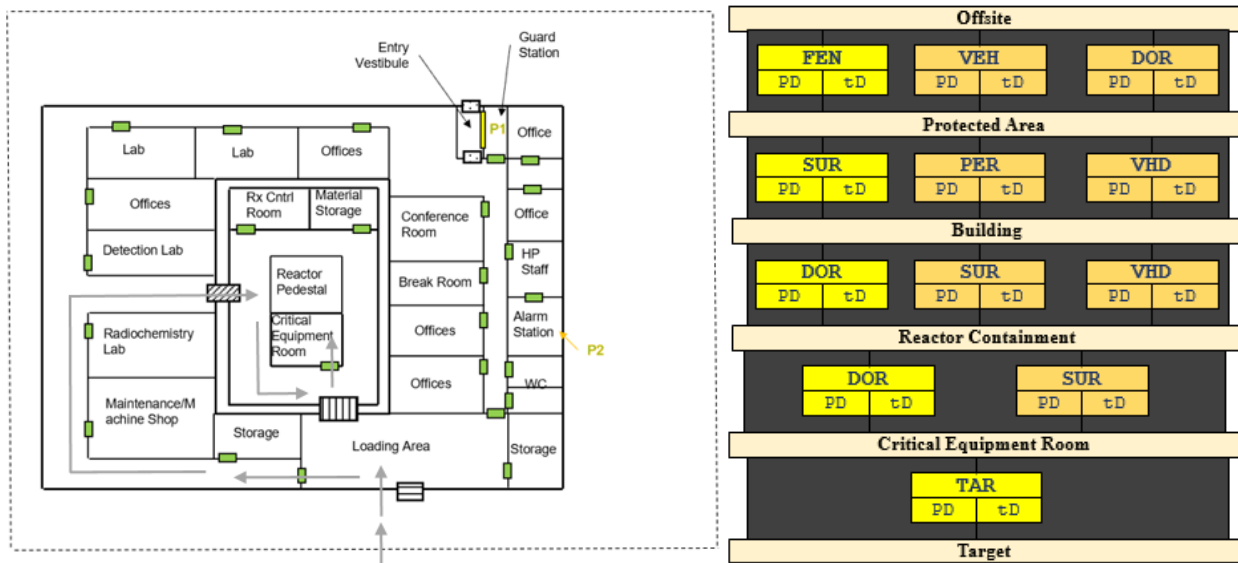 Entry
Vestibule
Guard
Station
P1
Office
Lab
Lab
Offices
Rx Cntrl
Room
Material
Storage
Offices
Conference
Room
Office
Detection Lab
HP
Staff
Reactor
Pedestal
Break Room
Critical
Equipment
Room
Alarm
Station
P2
Radiochemistry
Lab
Offices
Offices
WC
Maintenance/M
achine Shop
Storage
Loading Area
Storage
Offsite
FEN VEH DOR
PD tD PD tD PD tD
Protected Area
SUR PER VHD
PD tD PD tD PD tD
Building
DOR SUR VHD
PD tD PD tD PD tD
Reactor Containment
DOR SUR
PD tD PD tD
Critical Equipment Room
TAR
PD tD
Target